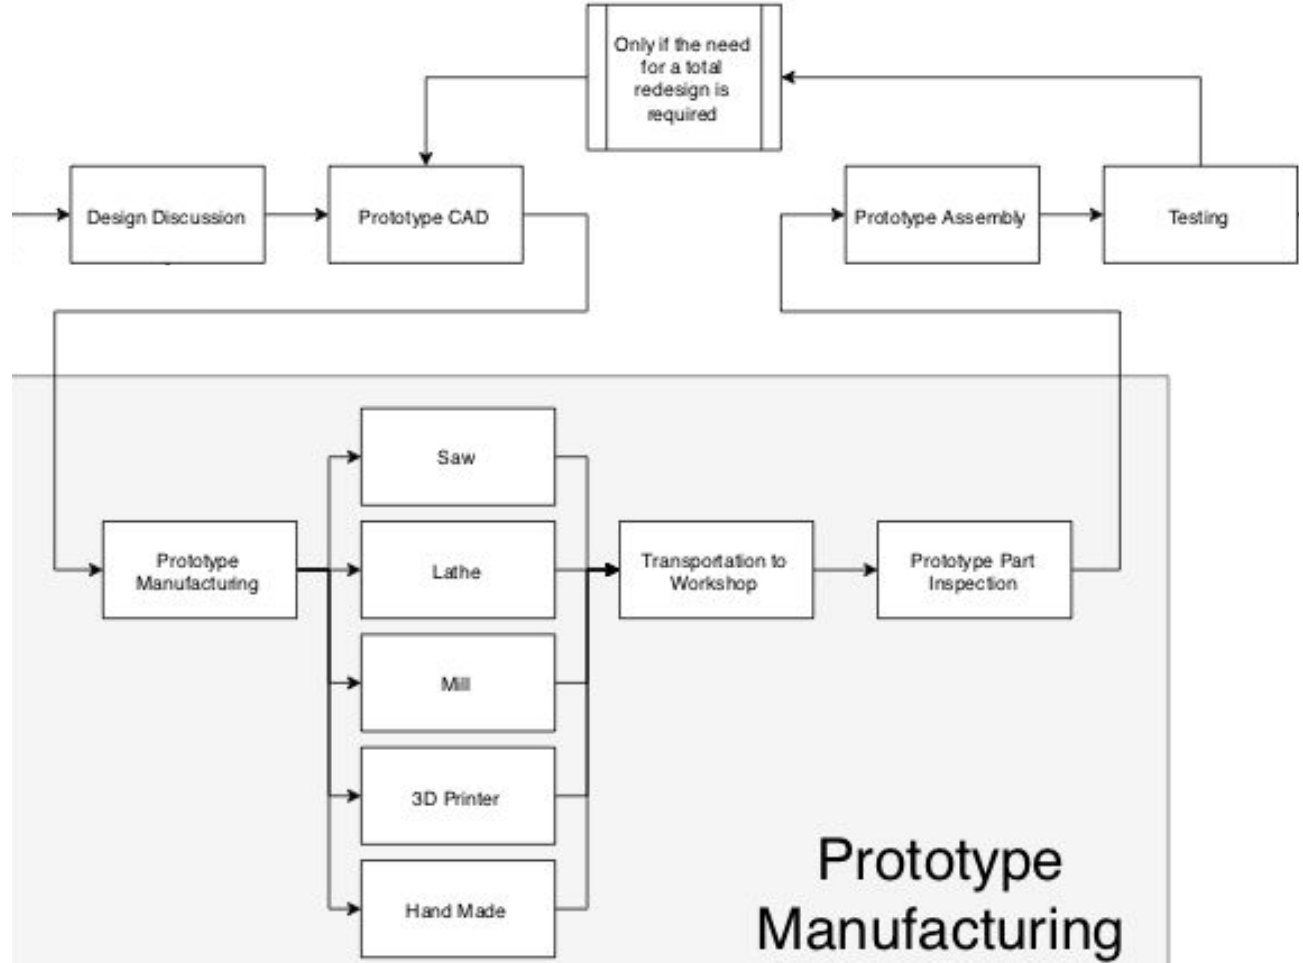 Only if the need
for a total
redesign is
required
Design Discussion
Prototype CAD
Prototype Assembly
Testing
Saw
Prototype
Manufacturing
Lathe
Transportation to
Workshop
Prototype Part
Inspection
Mill
3D Printer
Hand Made
Prototype
Manufacturing